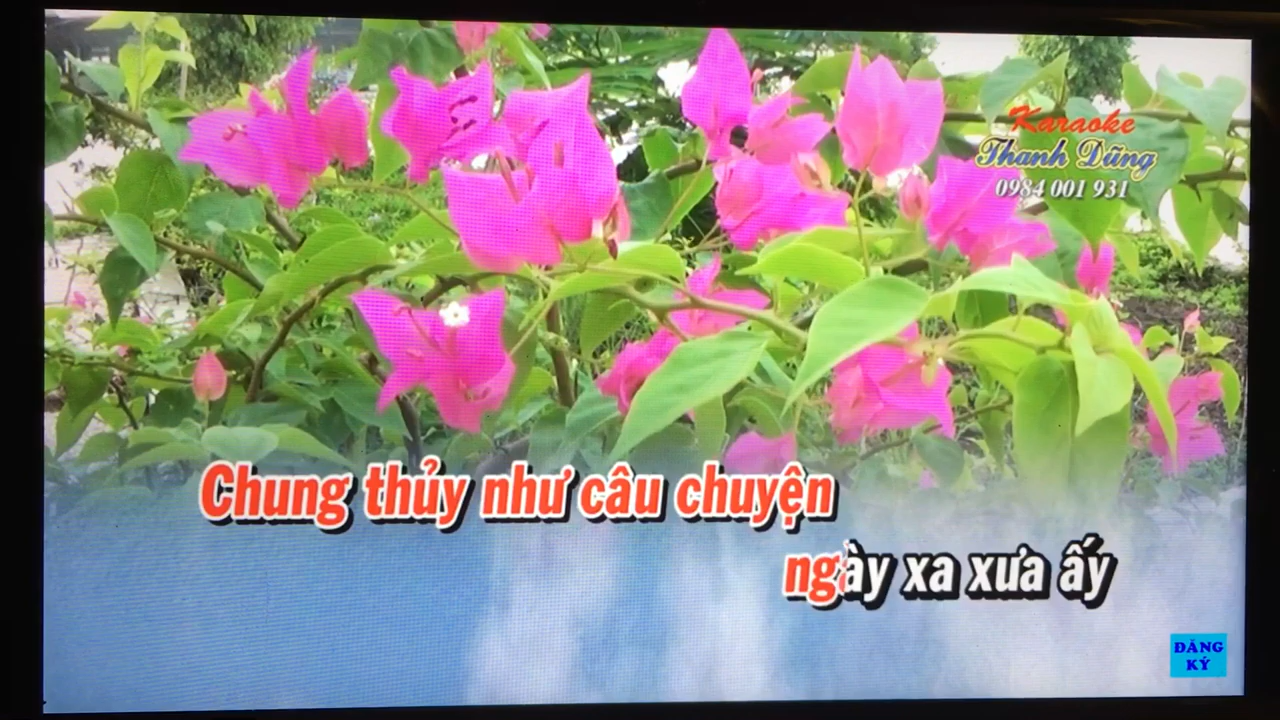 Karaoke
Thanh Dũng
0984 001 931
Chung thủy như câu chuyện
ngày xa xưa ấy
ĐĂNG
KÝ